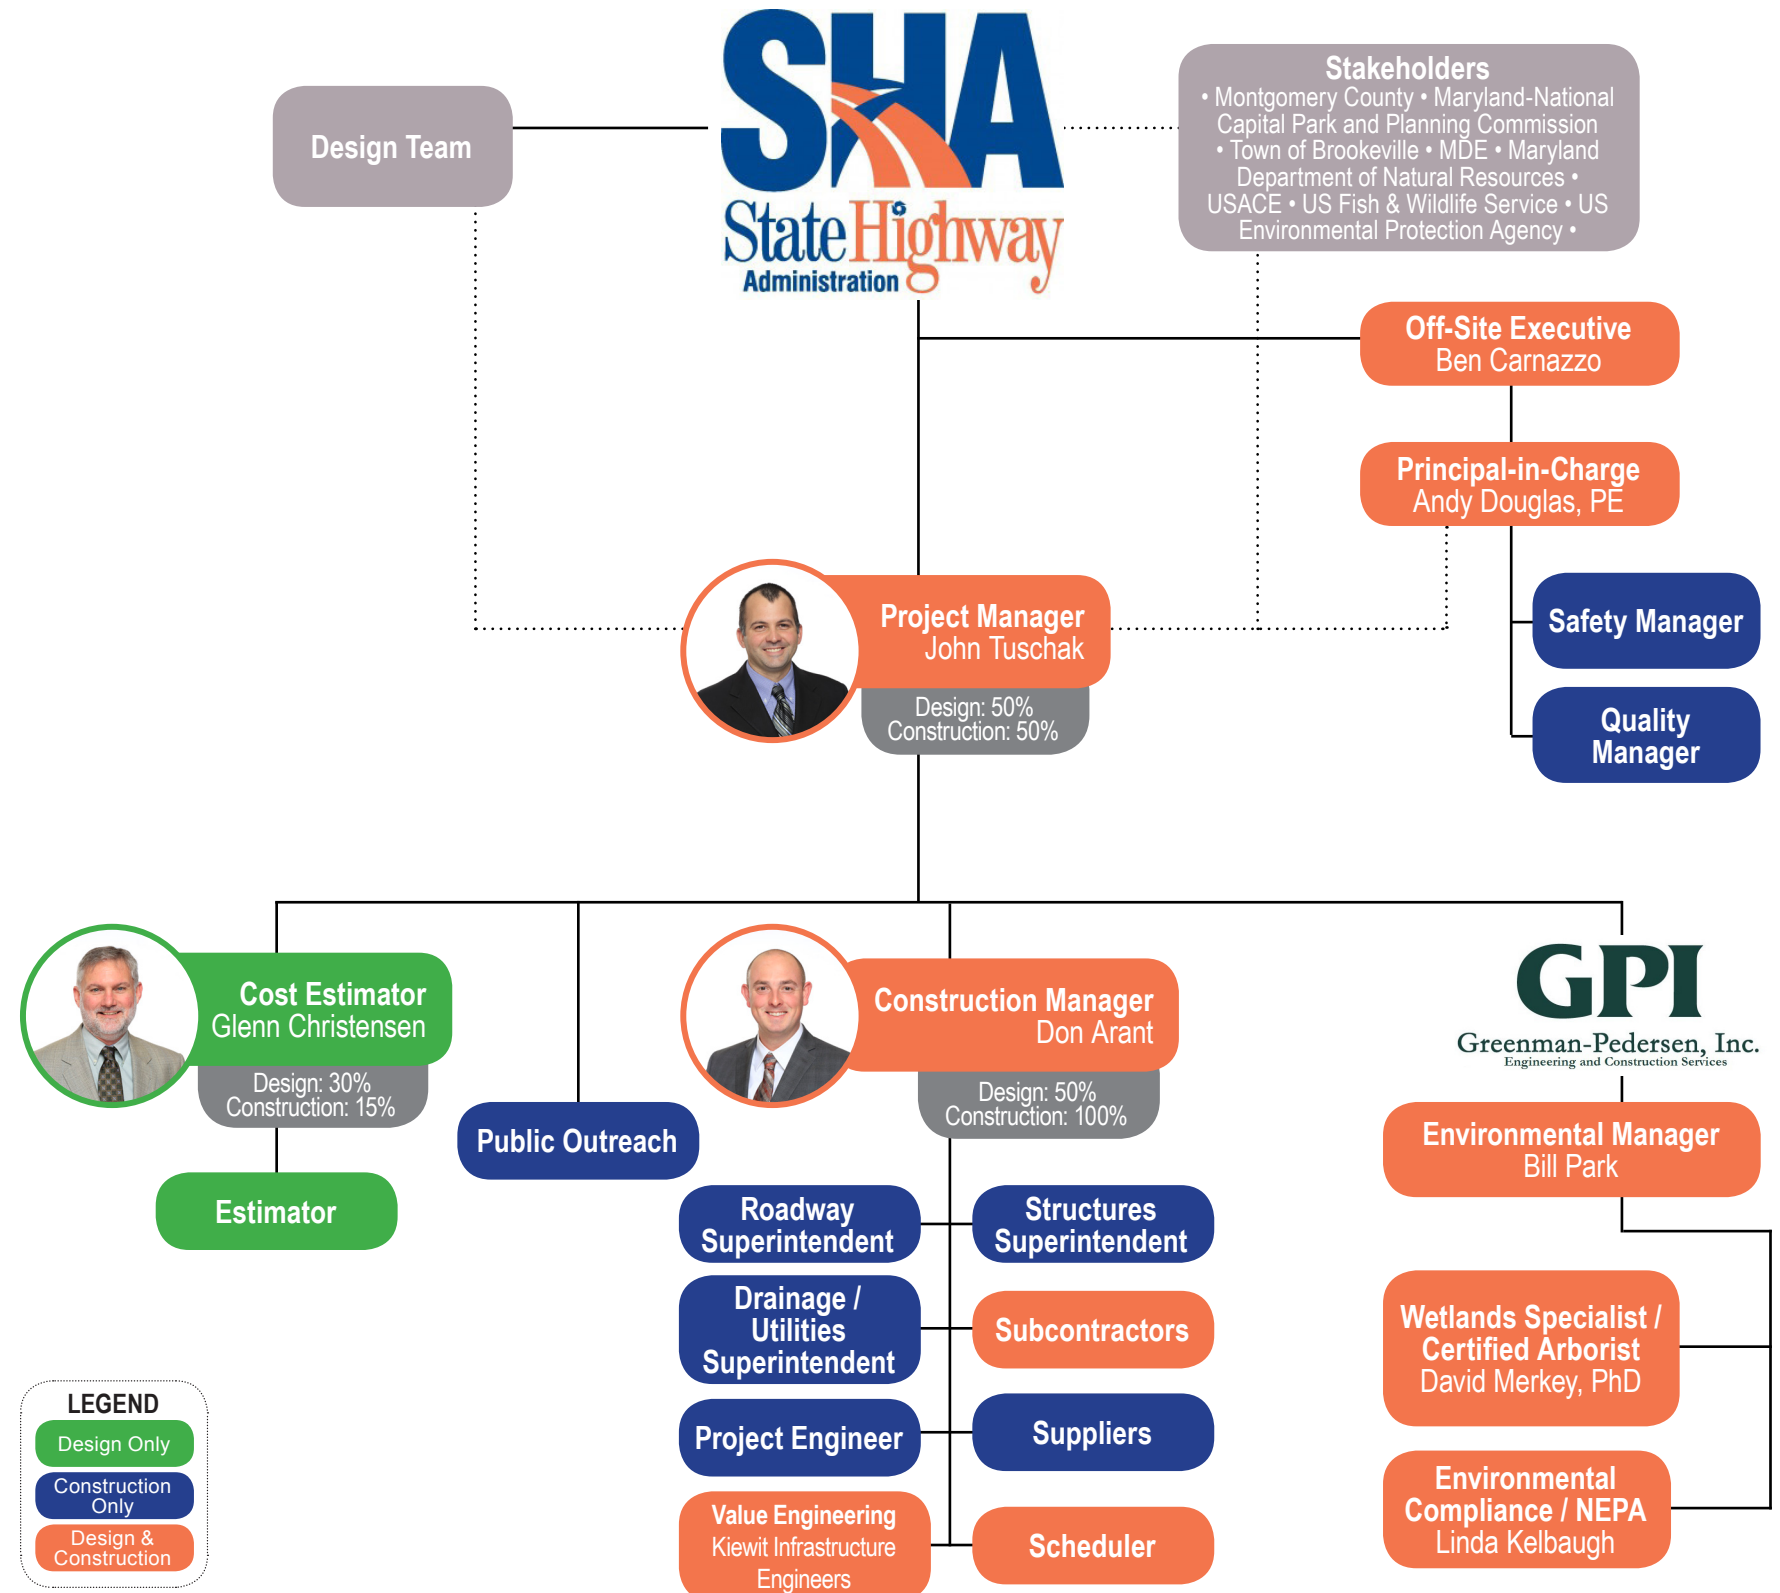 SHA
State Highway
Administration
Design Team
Stakeholders
• Montgomery County • Maryland-National
Capital Park and Planning Commission
• Town of Brookeville • MDE • Maryland
Department of Natural Resources •
USACE • US Fish & Wildlife Service • US
Environmental Protection Agency •
Off-Site Executive
Ben Carnazzo
Principal-in-Charge
Andy Douglas, PE
Safety Manager
Quality
Manager
Project Manager
John Tuschak
Design: 50%
Construction: 50%
Cost Estimator
Glenn Christensen
Design: 30%
Construction: 15%
Estimator
Public Outreach
Construction Manager
Don Arant
Design: 50%
Construction: 100%
Roadway
Superintendent
Structures
Superintendent
Drainage /
Utilities
Superintendent
Subcontractors
Project Engineer
Suppliers
Value Engineering
Kiewit Infrastructure
Engineers
Scheduler
GPI
Greenman-Pedersen, Inc.
Engineering and Construction Services
Environmental Manager
Bill Park
Wetlands Specialist /
Certified Arborist
David Merkey, PhD
Environmental
Compliance / NEPA
Linda Kelbaugh
LEGEND
Design Only
Construction
Only
Design &
Construction